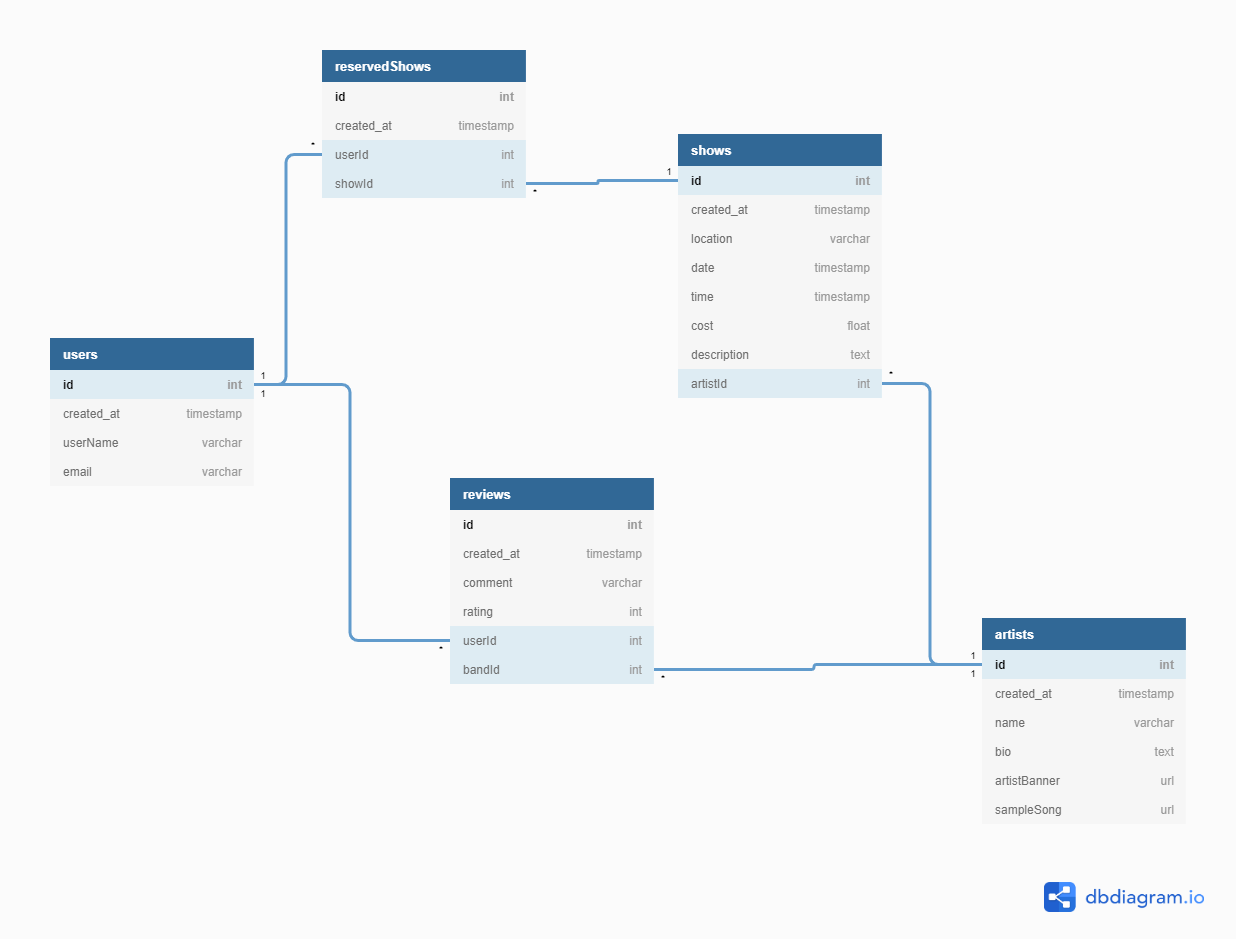 reservedShows
id int
created_at timestamp
*
userId int
showId int
*
shows
1
id int
created_at timestamp
location varchar
date timestamp
time timestamp
cost float
description text
*
artistId int
users
1
id int
1
created_at timestamp
userName varchar
email varchar
reviews
id int
created_at timestamp
comment varchar
rating int
userId int
*
bandId int
*
artists
1
id int
1
created_at timestamp
name varchar
bio text
artistBanner url
sampleSong url
dbdiagram.io